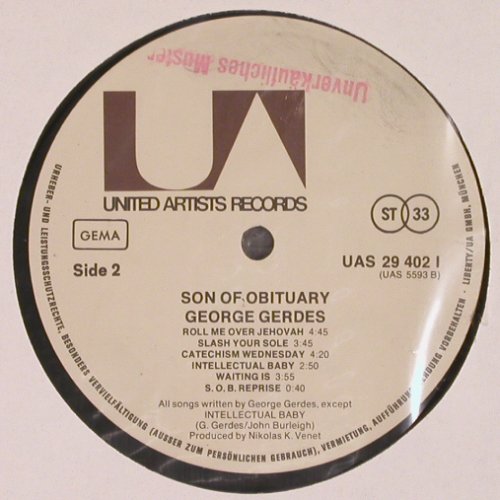 Unverkäufliches Muster
UA
UNITED ARTISTS RECORDS
GEMA
ST 33
Side 2
UAS 29 402 I
(UAS 5593 B)
SON OF OBITUARY
GEORGE GERDES
ROLL ME OVER JEHOVAH 4:45
SLASH YOUR SOLE 3:45
CATECHISM WEDNESDAY 4:20
INTELLECTUAL BABY 2:50
WAITING IS 3:55
S. O. B. REPRISE 0:40
All songs written by George Gerdes, except
INTELLECTUAL BABY
(G. Gerdes/John Burleigh)
Produced by Nikolas K. Venet
URHEBER- UND LEISTUNGSSCHUTZRECHTE, BESONDERS VERVIELFÄLTIGUNG (AUSSER ZUM PERSÖNLICHEN GEBRAUCH), VERMIETUNG, AUFFÜHRUNG, SENDUNG VORBEHALTEN · LIBERTY/UA GMBH, MÜNCHEN